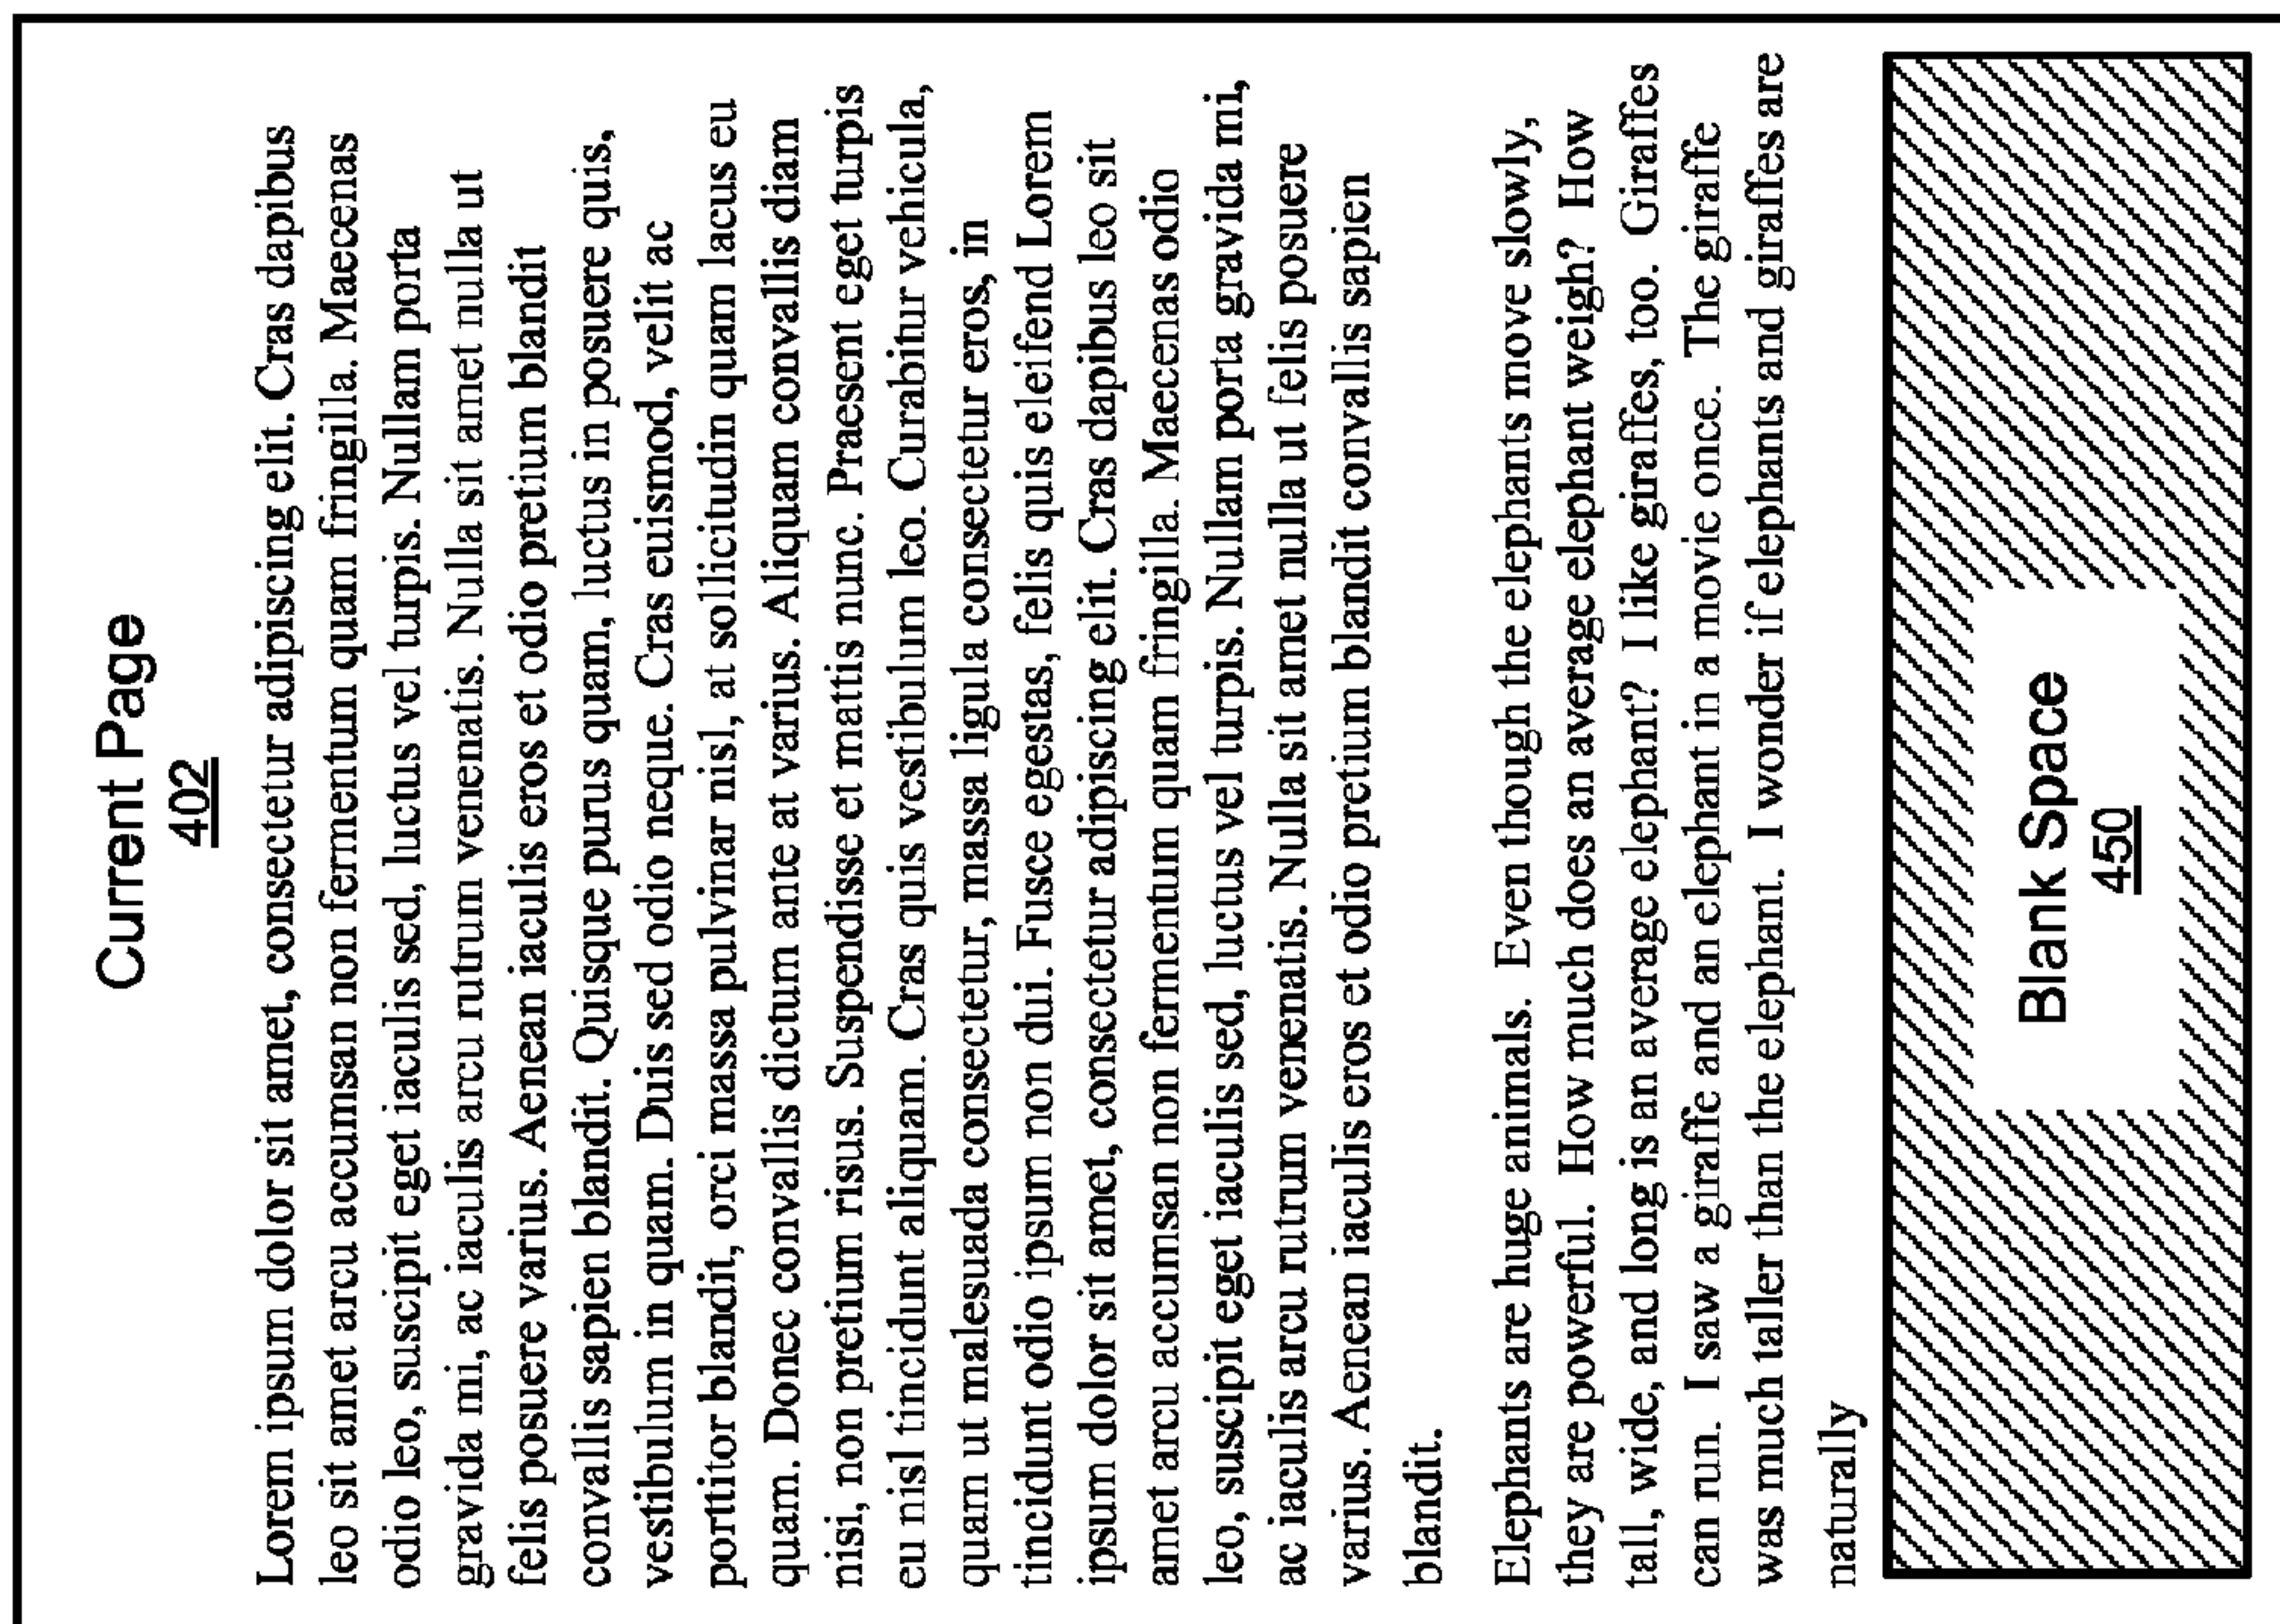 Current Page
402
Lorem ipsum dolor sit amet, consectetur adipiscing elit. Cras dapibus
leo sit amet arcu accumsan non fermentum quam fringilla. Maecenas
odio leo, suscipit eget iaculis sed, luctus vel turpis. Nullam porta
gravida mi, ac iaculis arcu rutrum venenatis. Nulla sit amet nulla ut
felis posuere varius. Aenean iaculis eros et odio pretium blandit
convallis sapien blandit. Quisque purus quam, luctus in posuere quis,
vestibulum in quam. Duis sed odio neque. Cras euismod, velit ac
porttitor blandit, orci massa pulvinar nisl, at sollicitudin quam lacus eu
quam. Donec convallis dictum ante at varius. Aliquam convallis diam
nisi, non pretium risus. Suspendisse et mattis nunc. Praesent eget turpis
eu nisl tincidunt aliquam. Cras quis vestibulum leo. Curabitur vehicula,
quam ut malesuada consectetur, massa ligula consectetur eros, in
tincidunt odio ipsum non dui. Fusce egestas, felis quis eleifend Lorem
ipsum dolor sit amet, consectetur adipiscing elit. Cras dapibus leo sit
amet arcu accumsan non fermentum quam fringilla. Maecenas odio
leo, suscipit eget iaculis sed, luctus vel turpis. Nullam porta gravida mi,
ac iaculis arcu rutrum venenatis. Nulla sit amet nulla ut felis posuere
varius. Aenean iaculis eros et odio pretium blandit convallis sapien
blandit.
Elephants are huge animals. Even though the elephants move slowly,
they are powerful. How much does an average elephant weigh? How
tall, wide, and long is an average elephant? I like giraffes, too. Giraffes
can run. I saw a giraffe and an elephant in a movie once. The giraffe
was much taller than the elephant. I wonder if elephants and giraffes are
naturally
Blank Space
450